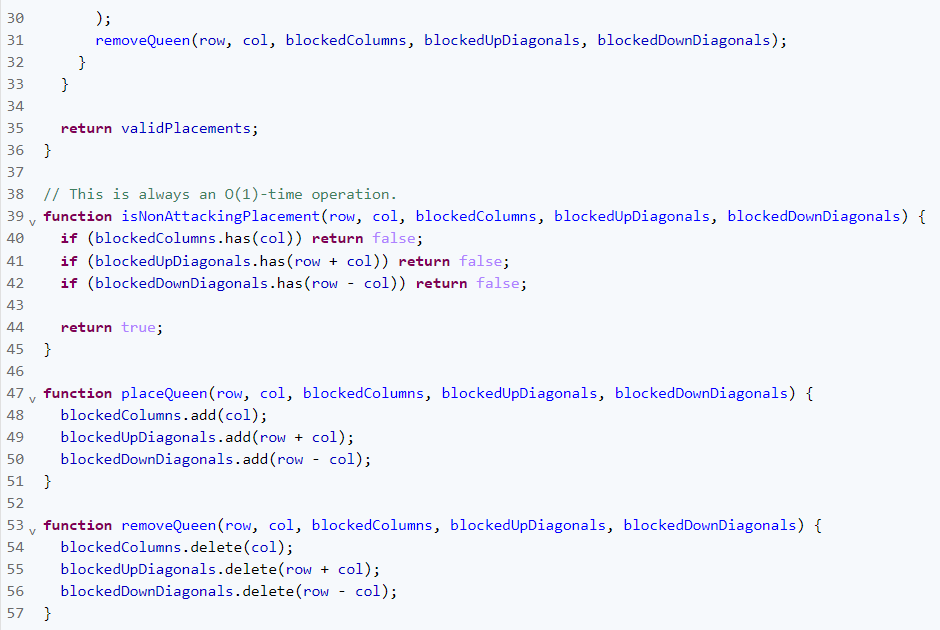 30       );
31       removeQueen(row, col, blockedColumns, blockedUpDiagonals, blockedDownDiagonals);
32     }
33   }
34
35   return validPlacements;
36 }
37
38 // This is always an O(1)-time operation.
39 v function isNonAttackingPlacement(row, col, blockedColumns, blockedUpDiagonals, blockedDownDiagonals) {
40   if (blockedColumns.has(col)) return false;
41   if (blockedUpDiagonals.has(row + col)) return false;
42   if (blockedDownDiagonals.has(row - col)) return false;
43
44   return true;
45 }
46
47 v function placeQueen(row, col, blockedColumns, blockedUpDiagonals, blockedDownDiagonals) {
48   blockedColumns.add(col);
49   blockedUpDiagonals.add(row + col);
50   blockedDownDiagonals.add(row - col);
51 }
52
53 v function removeQueen(row, col, blockedColumns, blockedUpDiagonals, blockedDownDiagonals) {
54   blockedColumns.delete(col);
55   blockedUpDiagonals.delete(row + col);
56   blockedDownDiagonals.delete(row - col);
57 }